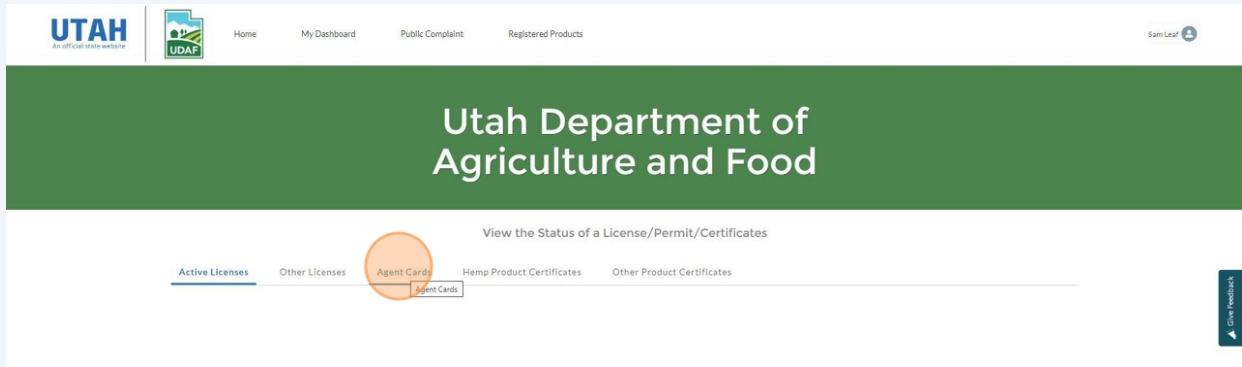 UTAH
An official state website
UDAF
Home My Dashboard Public Complaint Registered Products Sam Leaf
Utah Department of
Agriculture and Food
View the Status of a License/Permit/Certificates
Active Licenses Other Licenses Agent Cards Hemp Product Certificates Other Product Certificates
Agent Cards
Give Feedback